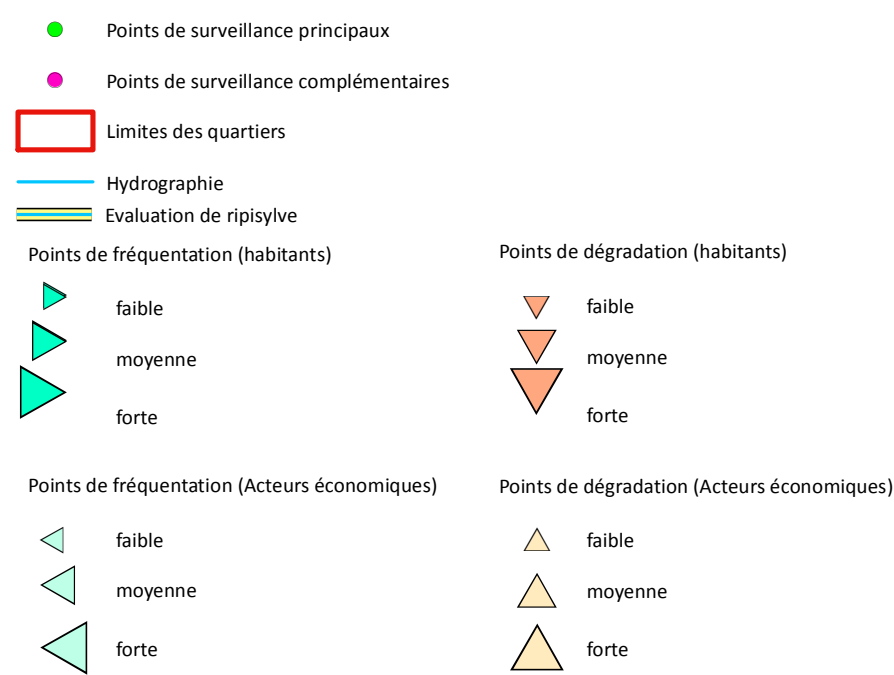 Points de surveillance principaux
Points de surveillance complémentaires
Limites des quartiers
Hydrographie
Evaluation de ripisylve
Points de fréquentation (habitants)
faible
moyenne
forte
Points de dégradation (habitants)
faible
moyenne
forte
Points de fréquentation (Acteurs économiques)
faible
moyenne
forte
Points de dégradation (Acteurs économiques)
faible
moyenne
forte